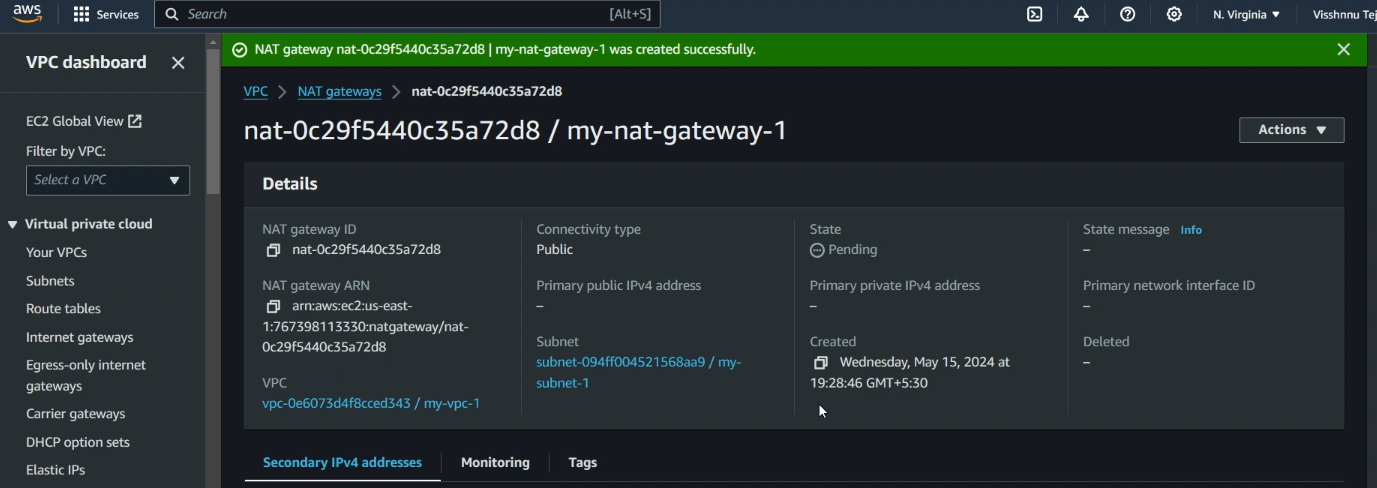 aws
Services
Search [Alt+S]
N. Virginia
Visshnnu Tej
VPC dashboard
NAT gateway nat-0c29f5440c35a72d8 | my-nat-gateway-1 was created successfully.
VPC > NAT gateways > nat-0c29f5440c35a72d8
nat-0c29f5440c35a72d8 / my-nat-gateway-1
Actions
EC2 Global View
Filter by VPC:
Select a VPC
Virtual private cloud
Your VPCs
Subnets
Route tables
Internet gateways
Egress-only internet
gateways
Carrier gateways
DHCP option sets
Elastic IPs
Details
NAT gateway ID
nat-0c29f5440c35a72d8
NAT gateway ARN
arn:aws:ec2:us-east-
1:767398113330:natgateway/nat-
0c29f5440c35a72d8
VPC
vpc-0e6073d4f8cced343 / my-vpc-1
Connectivity type
Public
Primary public IPv4 address
–
Subnet
subnet-094ff004521568aa9 / my-
subnet-1
State
Pending
Primary private IPv4 address
–
Created
Wednesday, May 15, 2024 at
19:28:46 GMT+5:30
State message Info
–
Primary network interface ID
–
Deleted
–
Secondary IPv4 addresses
Monitoring
Tags